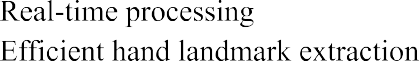 Real-time processing
Efficient hand landmark extraction